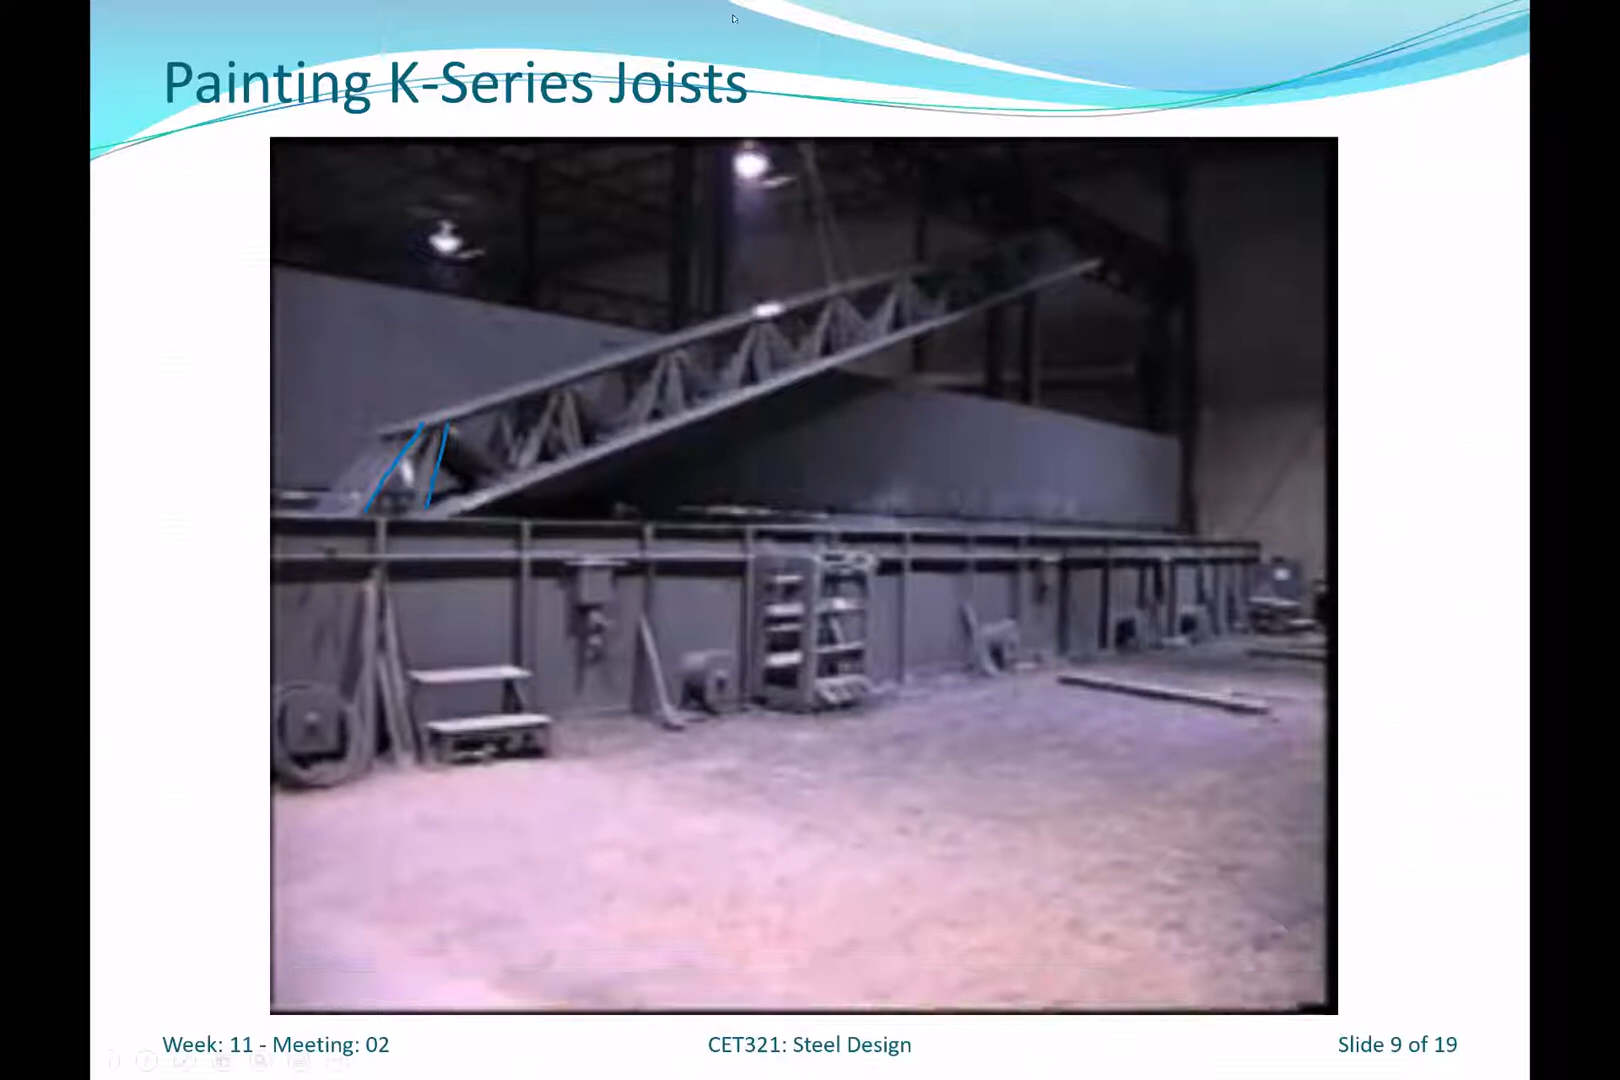 Painting K-Series Joists
Week: 11 - Meeting: 02
CET321: Steel Design
Slide 9 of 19